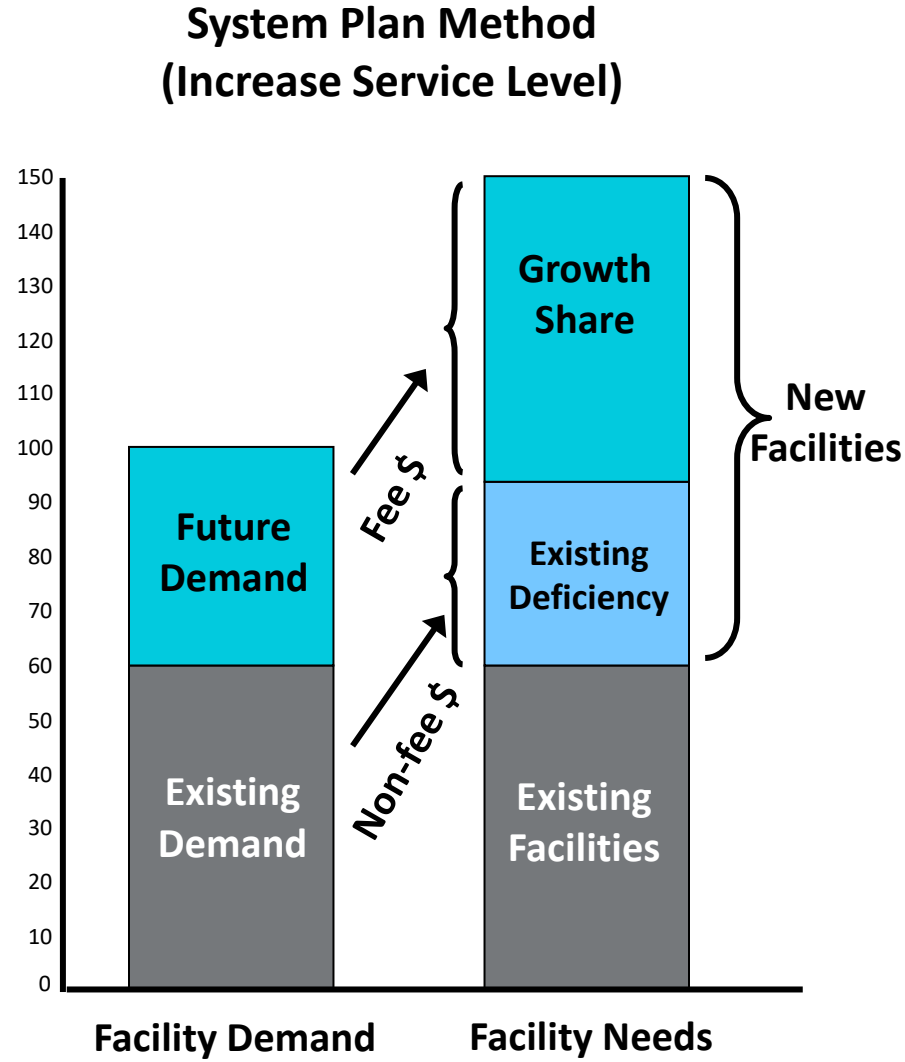 System Plan Method
(Increase Service Level)
150
140
130
120
110
100
90
80
70
60
50
40
30
20
10
0
Future
Demand
Existing
Demand
Fee $
Non-fee $
Growth
Share
Existing
Deficiency
Existing
Facilities
New
Facilities
Facility Demand
Facility Needs